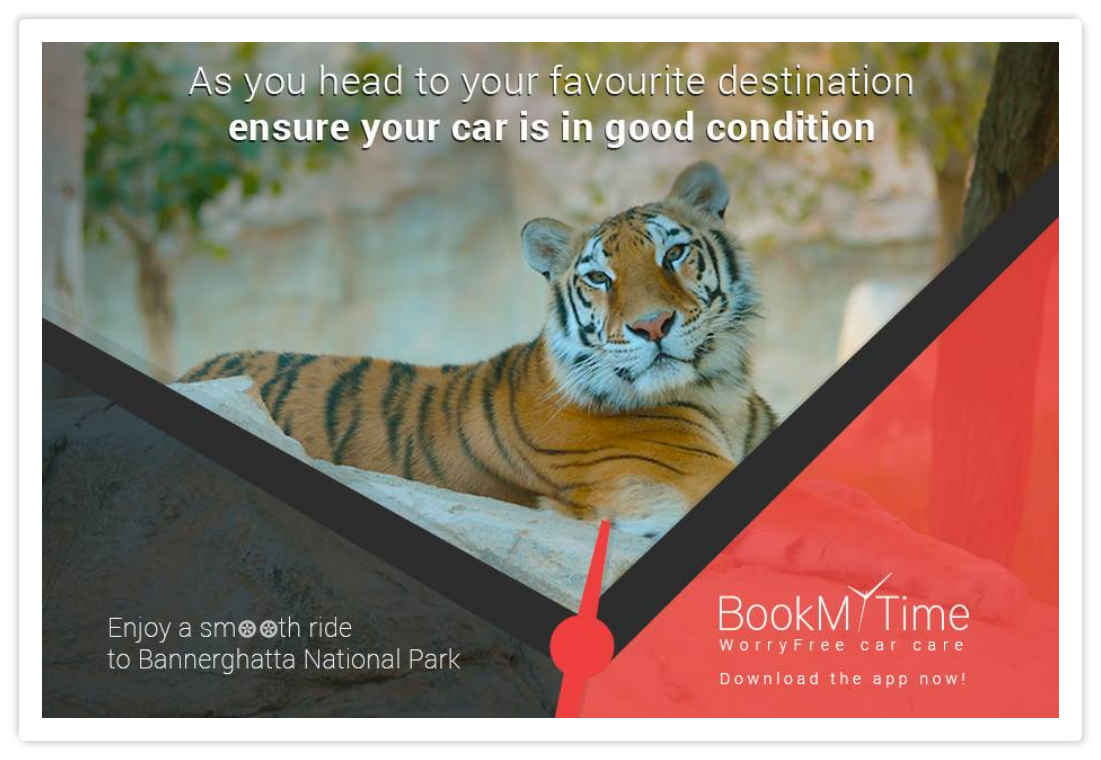 As you head to your favourite destination
ensure your car is in good condition
Enjoy a smooth ride
to Bannerghatta National Park
BookMyTime
WorryFree car care
Download the app now!